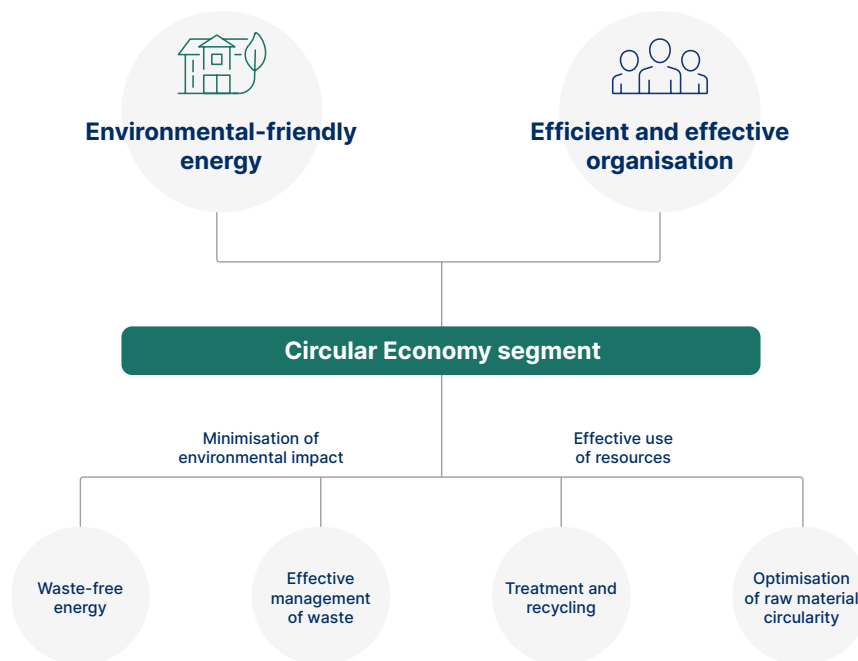 Environmental-friendly
energy
Efficient and effective
organisation
Circular Economy segment
Minimisation of
environmental impact
Effective use
of resources
Waste-free
energy
Effective
management
of waste
Treatment and
recycling
Optimisation
of raw material
circularity